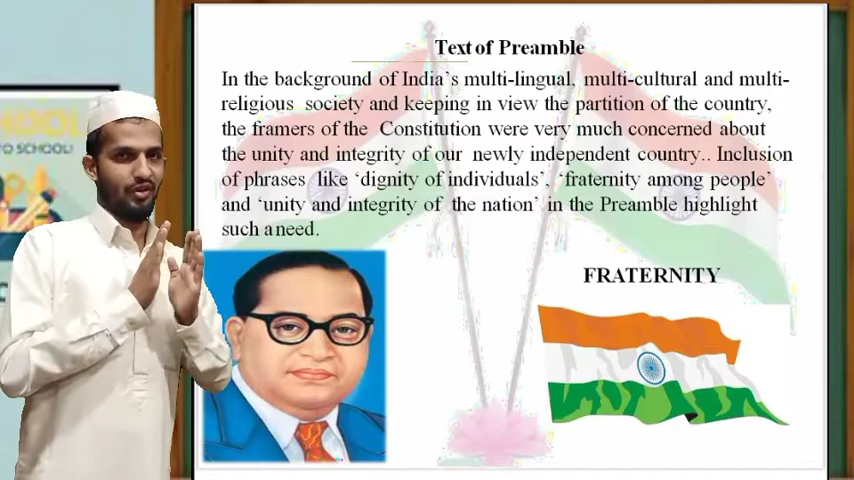 Text of Preamble
In the background of India's multi-lingual, multi-cultural and multi-
religious society and keeping in view the partition of the country,
the framers of the Constitution were very much concerned about
the unity and integrity of our newly independent country.. Inclusion
of phrases like 'dignity of individuals', 'fraternity among people'
and 'unity and integrity of the nation' in the Preamble highlight
such a need.
FRATERNITY
TO SCHOOL!